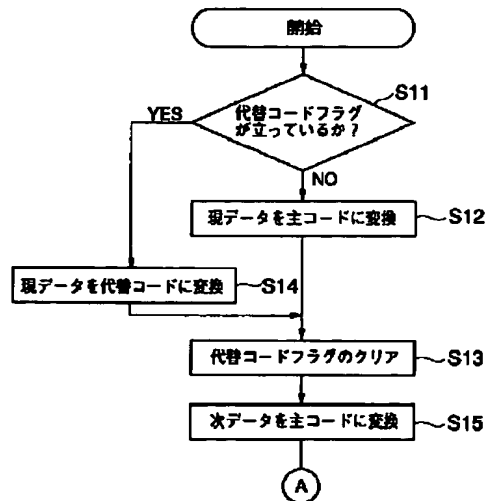 開始
代替コードフラグ
が立っているか？
S11
YES
NO
現データを主コードに変換
S12
現データを代替コードに変換
S14
代替コードフラグのクリア
S13
次データを主コードに変換
S15
A